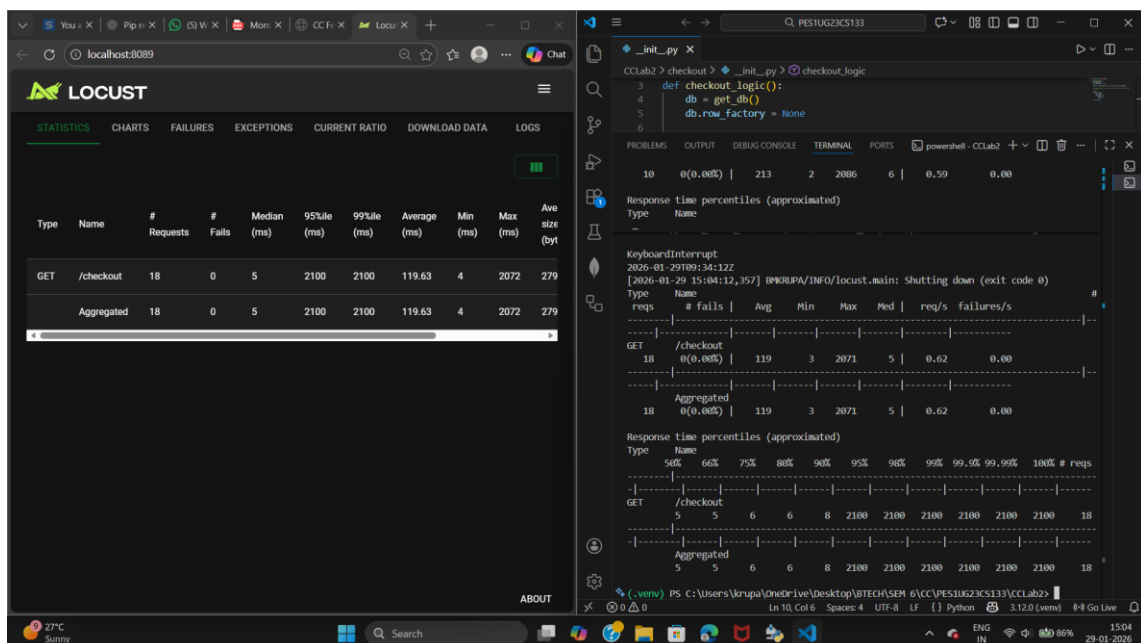 S You a
Pip n
(5) W
Mon
CC F
Locu
localhost:8089
Chat
LOCUST
STATISTICS CHARTS FAILURES EXCEPTIONS CURRENT RATIO DOWNLOAD DATA LOGS
Type Name # Requests # Fails Median (ms) 95%ile (ms) 99%ile (ms) Average (ms) Min (ms) Max (ms) Ave size (byt
GET /checkout 18 0 5 2100 2100 119.63 4 2072 279
Aggregated 18 0 5 2100 2100 119.63 4 2072 279
ABOUT
PES1UG23CS133
__init__.py
CCLab2 > checkout > __init__.py > checkout_logic
3 def checkout_logic():
4 db = get_db()
5 db.row_factory = None
6
PROBLEMS OUTPUT DEBUG CONSOLE TERMINAL PORTS powershell - CCLab2
10 0(0.00%) | 213 2 2086 6 | 0.59 0.00
Response time percentiles (approximated)
Type Name
KeyboardInterrupt
2026-01-29T09:34:12Z
[2026-01-29 15:04:12,357] BMKRUPA/INFO/locust.main: Shutting down (exit code 0)
Type Name #
reqs # fails | Avg Min Max Med | req/s failures/s
GET /checkout
18 0(0.00%) | 119 3 2071 5 | 0.62 0.00
Aggregated
18 0(0.00%) | 119 3 2071 5 | 0.62 0.00
Response time percentiles (approximated)
Type Name
50% 66% 75% 80% 90% 95% 98% 99% 99.9% 99.99% 100% # reqs
GET /checkout
5 5 6 6 8 2100 2100 2100 2100 2100 2100 18
Aggregated
5 5 6 6 8 2100 2100 2100 2100 2100 2100 18
(.venv) PS C:\Users\krupa\OneDrive\Desktop\BTECH\SEM 6\CC\PES1UG23CS133\CCLab2>
0 0 Ln 10, Col 6 Spaces: 4 UTF-8 LF { } Python 3.12.0 (.venv) Go Live
27°C
Sunny
Search
ENG
IN
86%
15:04
29-01-2026